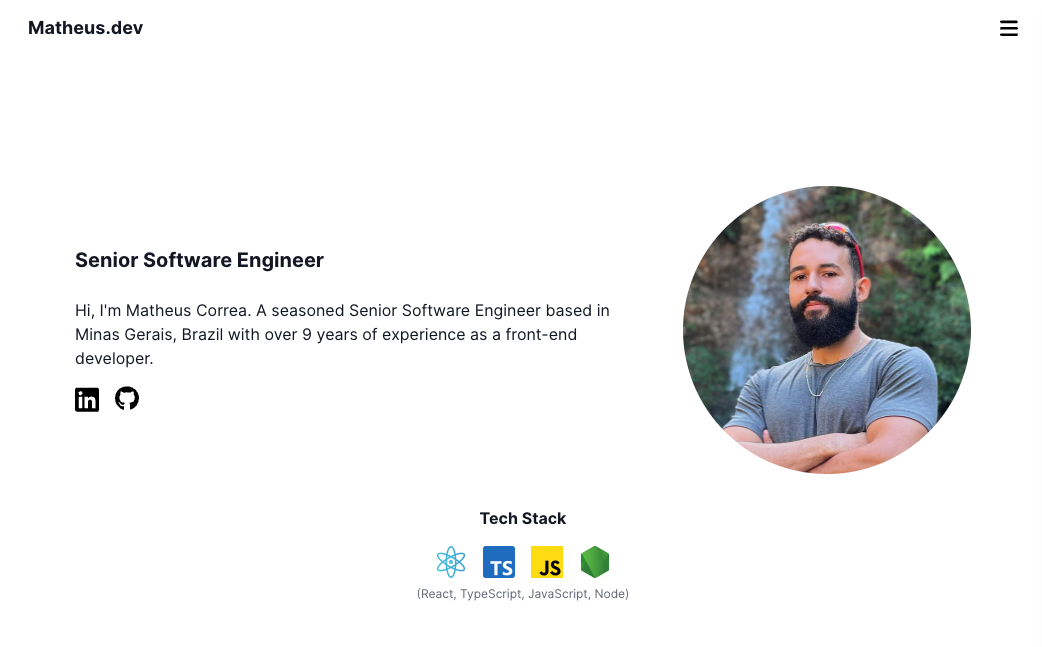 Matheus.dev
Senior Software Engineer
Hi, I'm Matheus Correa. A seasoned Senior Software Engineer based in
Minas Gerais, Brazil with over 9 years of experience as a front-end
developer.
in
Tech Stack
TS JS
(React, TypeScript, JavaScript, Node)